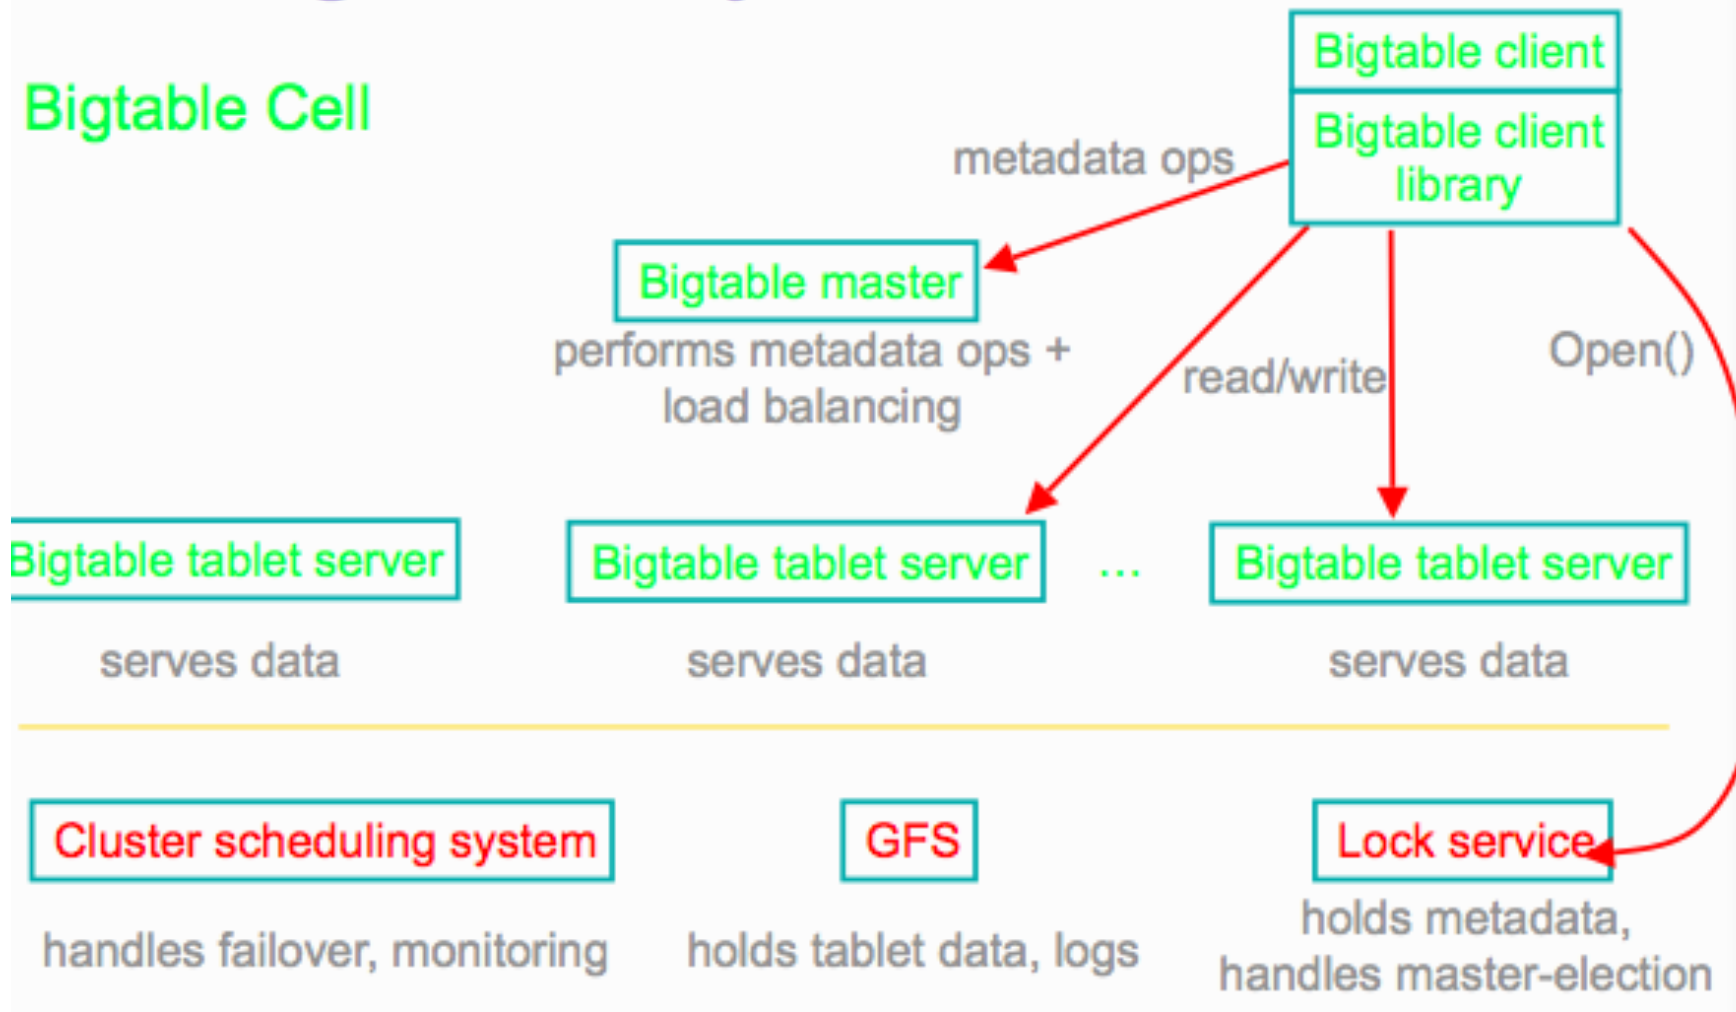 Bigtable client
Bigtable Cell
Bigtable client
library
metadata ops
Bigtable master
performs metadata ops +
load balancing
read/write
Open()
Bigtable tablet server
Bigtable tablet server
...
Bigtable tablet server
serves data
serves data
serves data
Cluster scheduling system
GFS
Lock service
handles failover, monitoring
holds tablet data, logs
holds metadata,
handles master-election